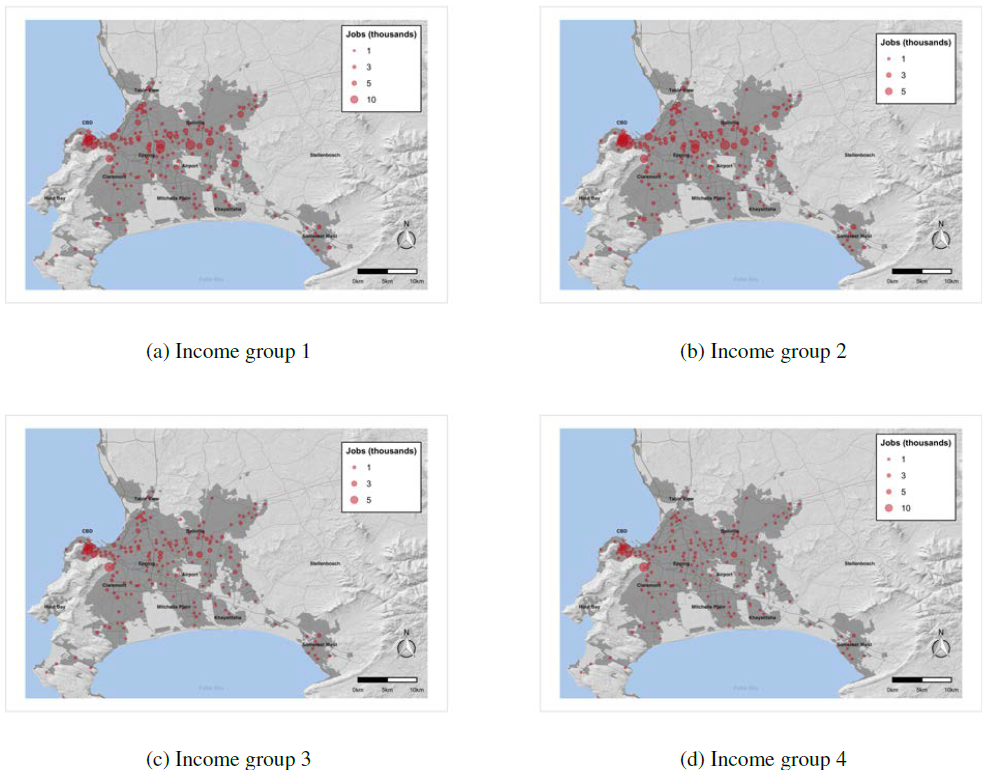 Jobs (thousands)
1
3
5
10
Table View
CBD
Bellville
Epping
Airport
Stellenbosch
Claremont
Hout Bay
Mitchells Plain
Khayelitsha
Somerset West
N
0km 5km 10km
False Bay
(a) Income group 1
Jobs (thousands)
1
3
5
Table View
CBD
Bellville
Epping
Airport
Stellenbosch
Claremont
Hout Bay
Mitchells Plain
Khayelitsha
Somerset West
N
0km 5km 10km
False Bay
(b) Income group 2
Jobs (thousands)
1
3
5
Table View
CBD
Bellville
Epping
Airport
Stellenbosch
Claremont
Hout Bay
Mitchells Plain
Khayelitsha
Somerset West
N
0km 5km 10km
False Bay
(c) Income group 3
Jobs (thousands)
1
3
5
10
Table View
CBD
Bellville
Epping
Airport
Stellenbosch
Claremont
Hout Bay
Mitchells Plain
Khayelitsha
Somerset West
N
0km 5km 10km
False Bay
(d) Income group 4